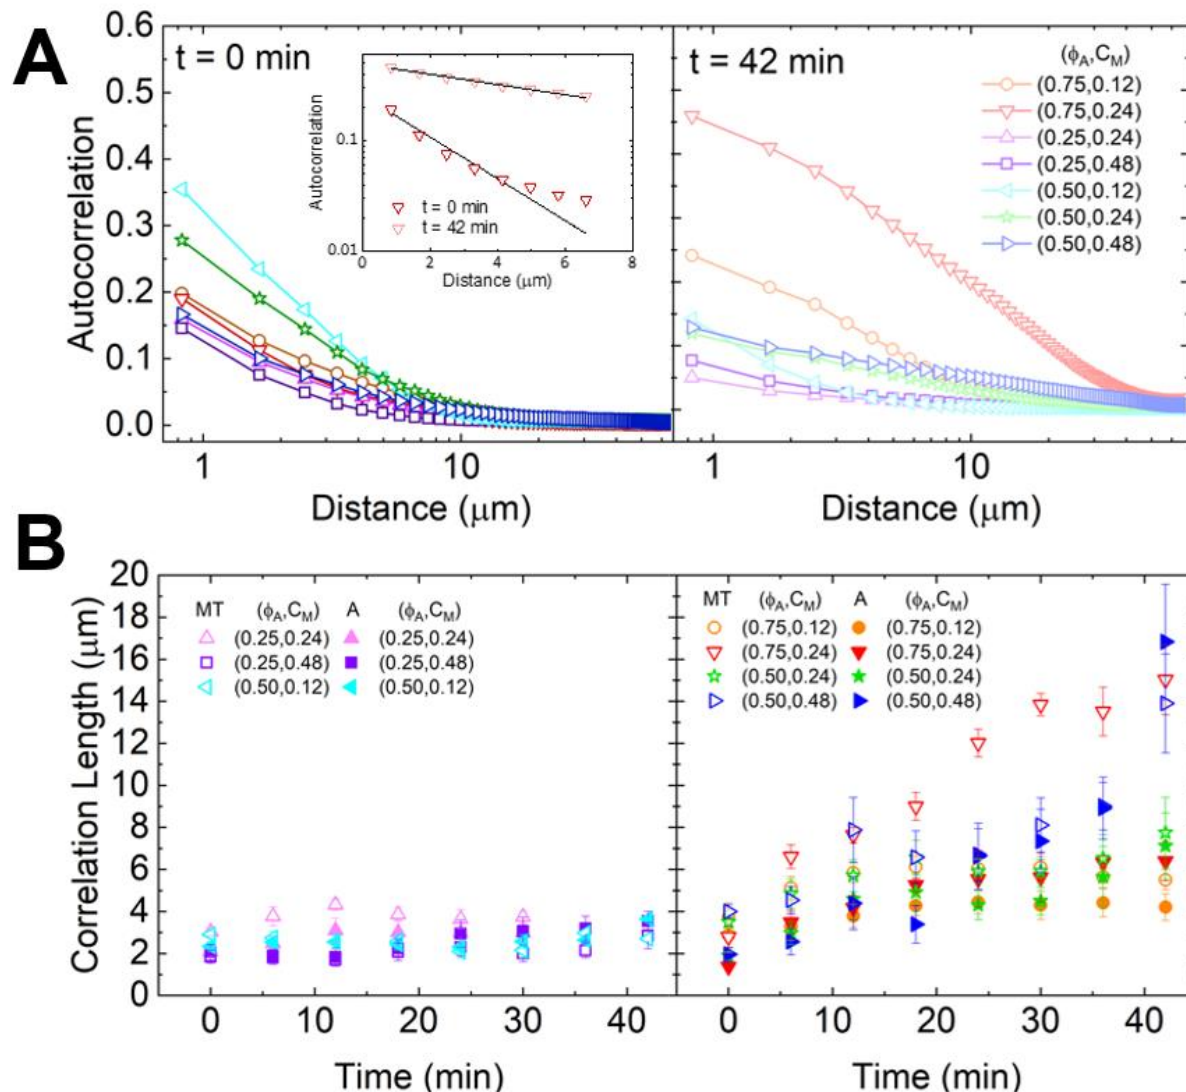 A
t = 0 min
t = 42 min
(ϕA,CM)
(0.75,0.12)
(0.75,0.24)
(0.25,0.24)
(0.25,0.48)
(0.50,0.12)
(0.50,0.24)
(0.50,0.48)
Autocorrelation
0.6
0.5
0.4
0.3
0.2
0.1
0.0
Autocorrelation
0.1
0.01
t = 0 min
t = 42 min
0 2 4 6 8
Distance (μm)
1 10
1 10
Distance (μm)
Distance (μm)
B
Correlation Length (μm)
20
18
16
14
12
10
8
6
4
2
0
MT (ϕA,CM) A (ϕA,CM)
(0.25,0.24) (0.25,0.24)
(0.25,0.48) (0.25,0.48)
(0.50,0.12) (0.50,0.12)
MT (ϕA,CM) A (ϕA,CM)
(0.75,0.12) (0.75,0.12)
(0.75,0.24) (0.75,0.24)
(0.50,0.24) (0.50,0.24)
(0.50,0.48) (0.50,0.48)
0 10 20 30 40
0 10 20 30 40
Time (min)
Time (min)